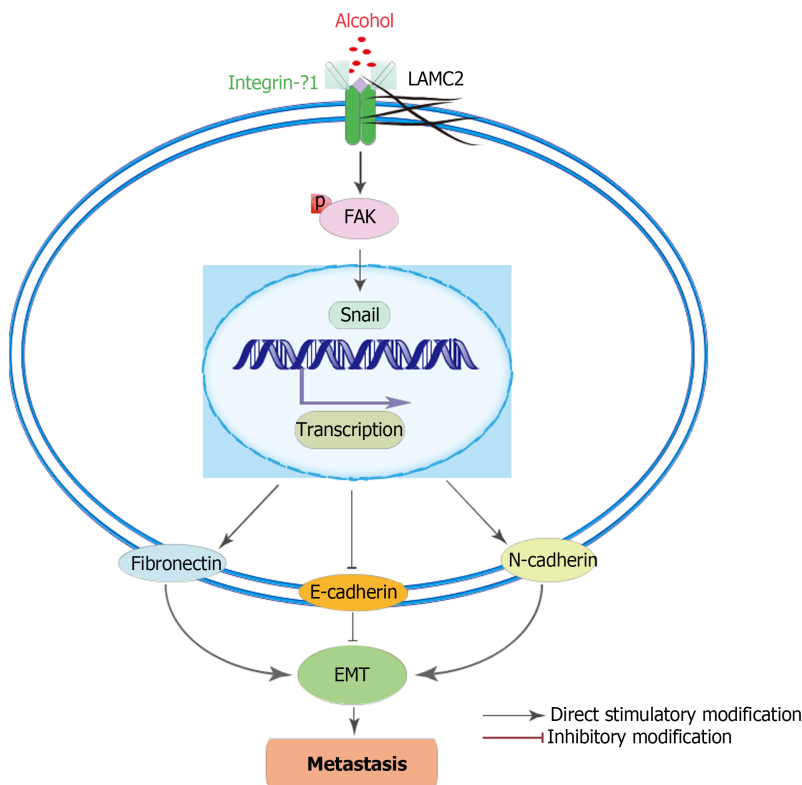 Alcohol
Integrin-?1
LAMC2
p
FAK
Snail
Transcription
Fibronectin
N-cadherin
E-cadherin
EMT
Direct stimulatory modification
Inhibitory modification
Metastasis